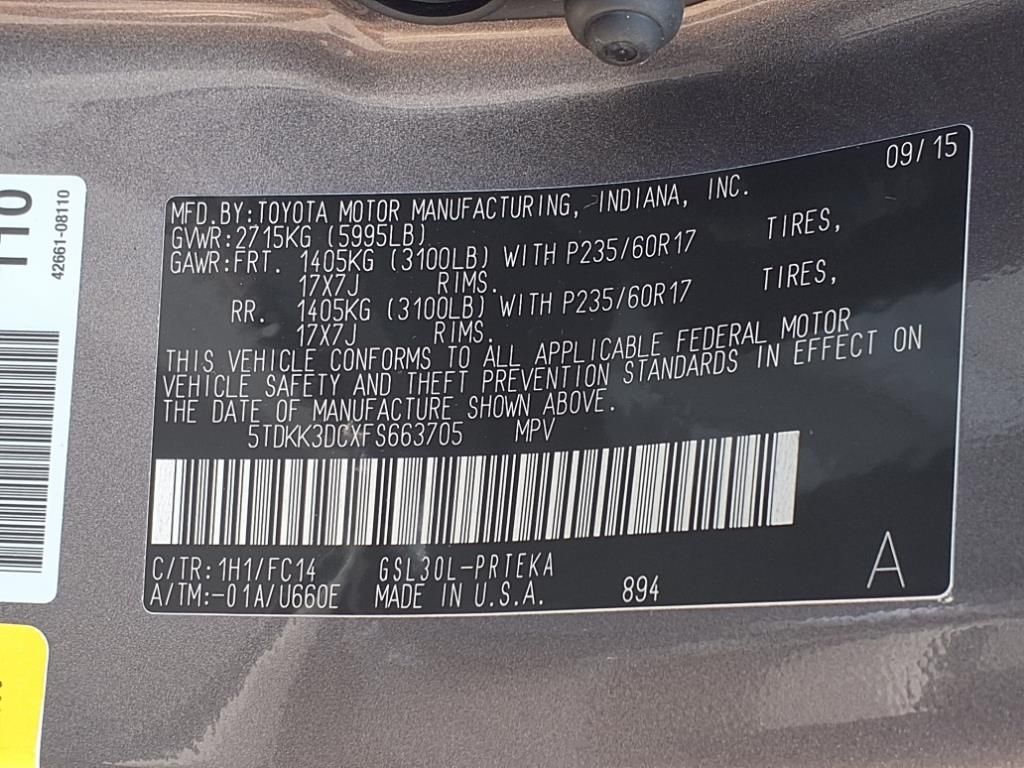 09/15
MFD.BY:TOYOTA MOTOR MANUFACTURING, INDIANA, INC.
GVWR:2715KG (5995LB)
GAWR:FRT. 1405KG (3100LB) WITH P235/60R17 TIRES,
17X7J RIMS.
RR. 1405KG (3100LB) WITH P235/60R17 TIRES,
17X7J RIMS.
THIS VEHICLE CONFORMS TO ALL APPLICABLE FEDERAL MOTOR
VEHICLE SAFETY AND THEFT PREVENTION STANDARDS IN EFFECT ON
THE DATE OF MANUFACTURE SHOWN ABOVE.
5TDKK3DCXFS663705 MPV
C/TR:1H1/FC14 GSL30L-PRTEKA
A/TM:-01A/U660E MADE IN U.S.A. 894
A
42661-08110